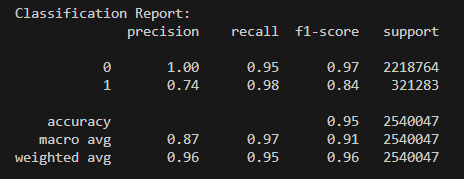 Classification Report:
precision recall f1-score support
0 1.00 0.95 0.97 2218764
1 0.74 0.98 0.84 321283
accuracy 0.95 2540047
macro avg 0.87 0.97 0.91 2540047
weighted avg 0.96 0.95 0.96 2540047